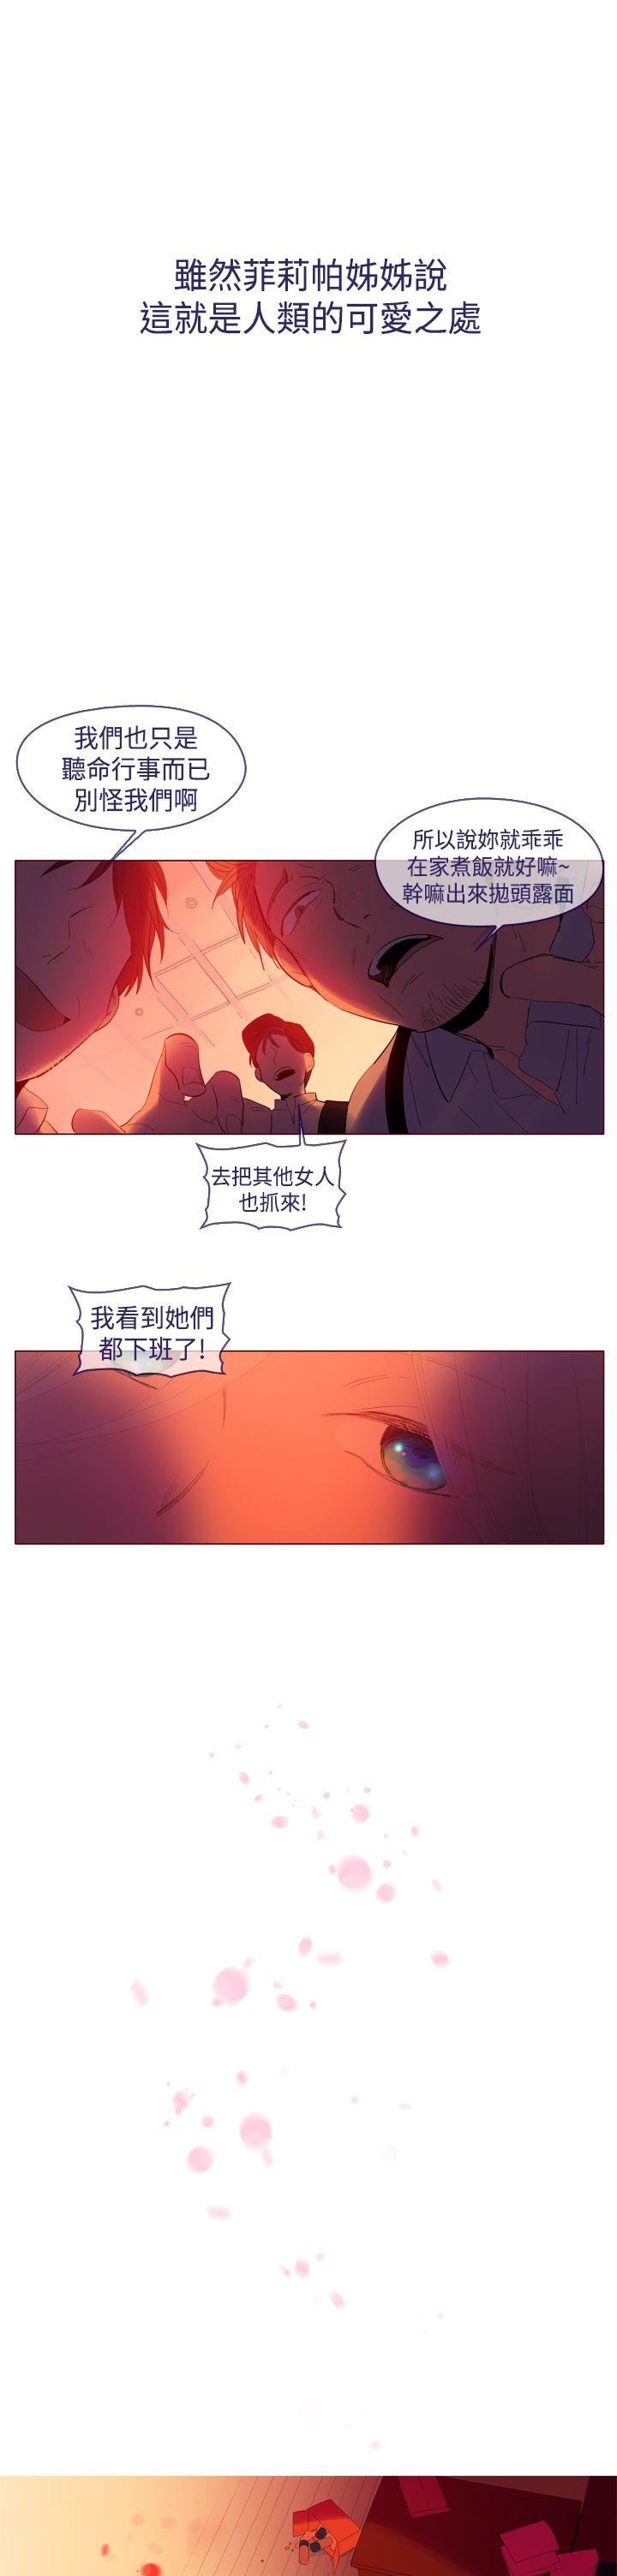 雖然菲莉帕姊姊說
這就是人類的可愛之處
我們也只是
聽命行事而已
別怪我們啊
所以說妳就乖乖
在家煮飯就好嘛~
幹嘛出來拋頭露面
去把其他女人
也抓來!
我看到她們
都下班了!